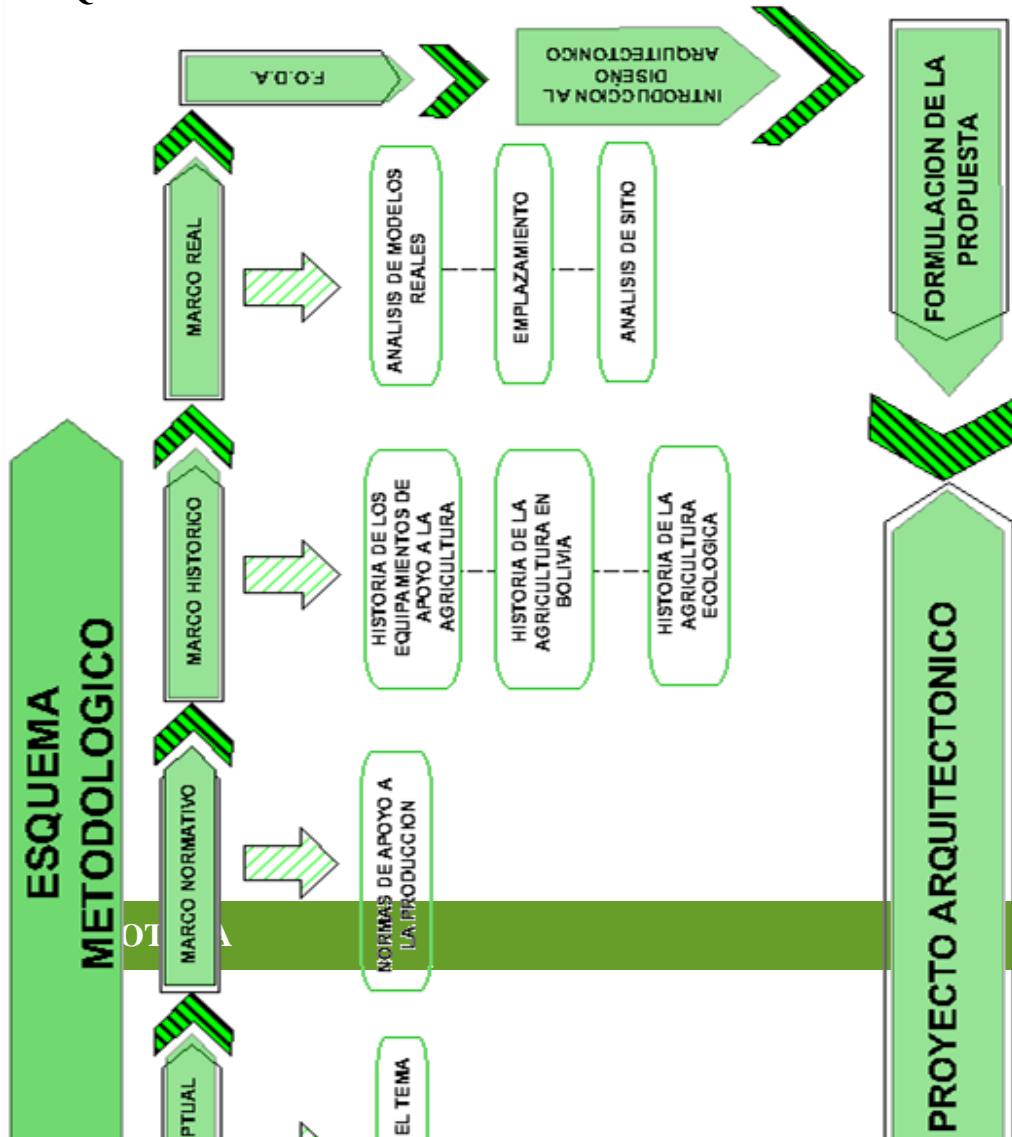 ESQUEMA
METODOLOGICO
PTUAL
EL TEMA
MARCO NORMATIVO
NORMAS DE APOYO A
LA PRODUCCION
MARCO HISTORICO
HISTORIA DE LOS
EQUIPAMENTOS DE
APOYO A LA
AGRICULTURA
HISTORIA DE LA
AGRICULTURA EN
BOLIVIA
HISTORIA DE LA
AGRICULTURA
ECOLOGICA
MARCO REAL
ANALISIS DE MODELOS
REALES
EMPLAZAMIENTO
ANALISIS DE SITIO
F.O.D.A.
INTRODUCCION AL
DISEÑO
ARQUITECTONICO
FORMULACION DE LA
PROPUESTA
PROYECTO ARQUITECTONICO